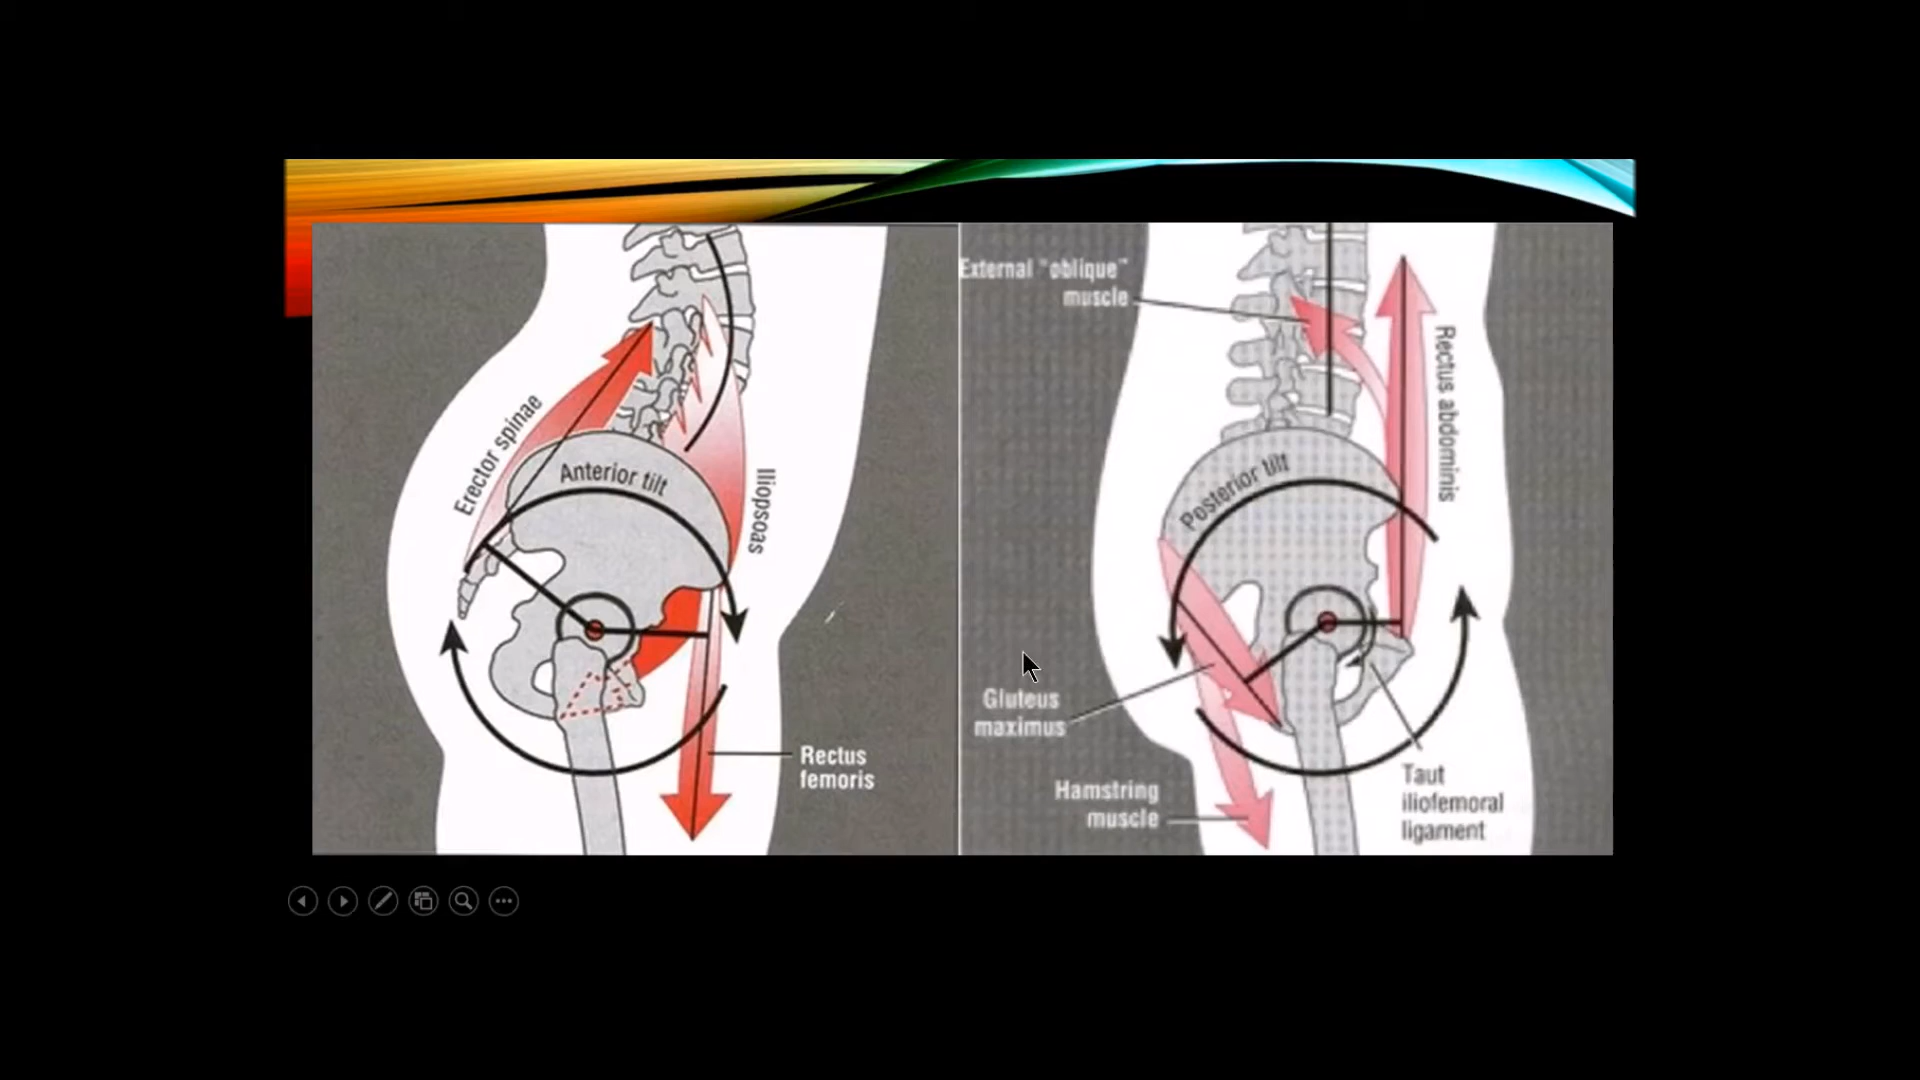 Erector spinae
Anterior tilt
Iliopsoas
Rectus
femoris
External "oblique"
muscle
Rectus abdominis
Posterior tilt
Gluteus
maximus
Hamstring
muscle
Taut
iliofemoral
ligament